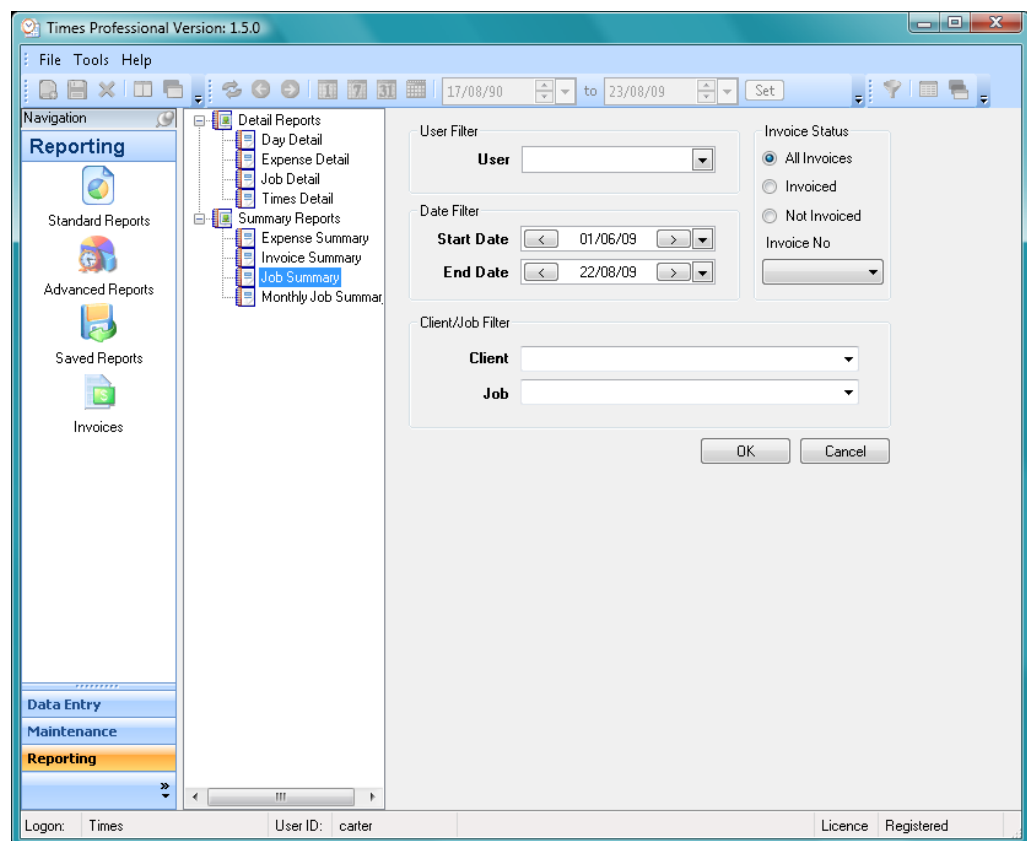 Times Professional Version: 1.5.0
File Tools Help
1 7 31 17/08/90 to 23/08/09 Set
Navigation
Reporting
Standard Reports
Advanced Reports
Saved Reports
Invoices
Data Entry
Maintenance
Reporting
Detail Reports
Day Detail
Expense Detail
Job Detail
Times Detail
Summary Reports
Expense Summary
Invoice Summary
Job Summary
Monthly Job Summar
User Filter
User
Date Filter
Start Date < 01/06/09 >
End Date < 22/08/09 >
Invoice Status
All Invoices
Invoiced
Not Invoiced
Invoice No
Client/Job Filter
Client
Job
OK Cancel
Logon: Times User ID: carter Licence Registered